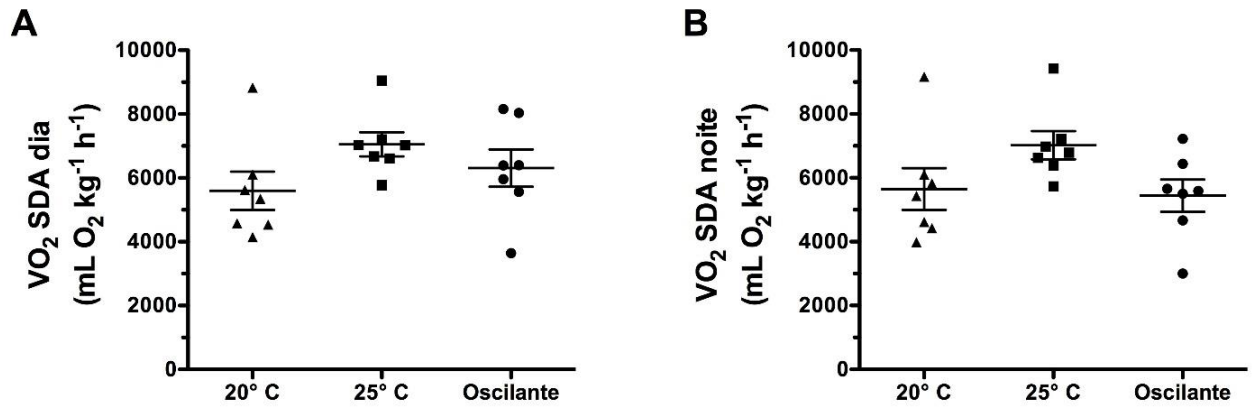 A
VO2 SDA dia
(mL O2 kg-1 h-1)
10000
8000
6000
4000
2000
0
20° C 25° C Oscilante
B
VO2 SDA noite
(mL O2 kg-1 h-1)
10000
8000
6000
4000
2000
0
20° C 25° C Oscilante